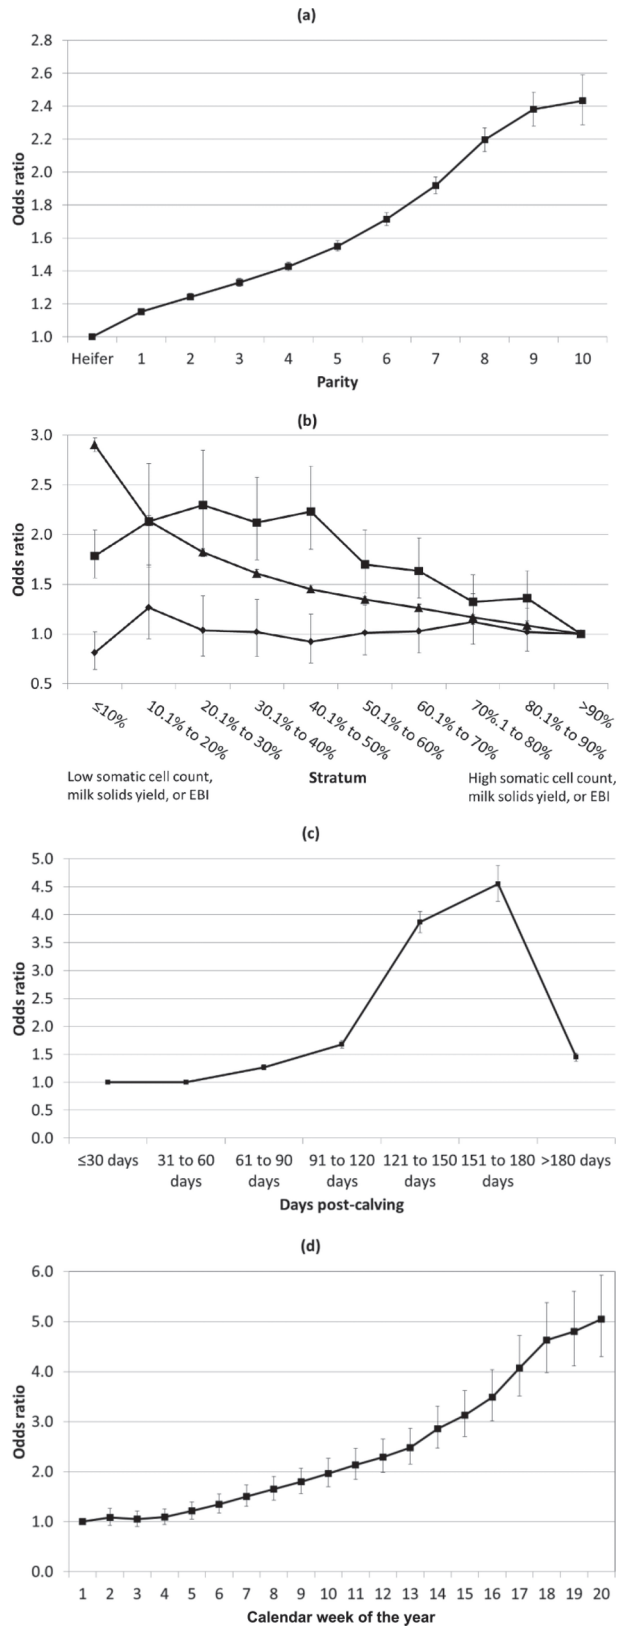 (a)
2.8
2.6
2.4
2.2
2.0
1.8
1.6
1.4
1.2
1.0
Odds ratio
Heifer 1 2 3 4 5 6 7 8 9 10
Parity
(b)
3.0
2.5
2.0
1.5
1.0
0.5
Odds ratio
≤10% 10.1% to 20% 20.1% to 30% 30.1% to 40% 40.1% to 50% 50.1% to 60% 60.1% to 70% 70%.1 to 80% 80.1% to 90% >90%
Low somatic cell count,
milk solids yield, or EBI
Stratum
High somatic cell count,
milk solids yield, or EBI
(c)
5.0
4.5
4.0
3.5
3.0
2.5
2.0
1.5
1.0
0.5
0.0
Odds ratio
≤30 days 31 to 60 61 to 90 91 to 120 121 to 150 151 to 180 >180 days
days days days days days
Days post-calving
(d)
6.0
5.0
4.0
3.0
2.0
1.0
0.0
Odds ratio
1 2 3 4 5 6 7 8 9 10 11 12 13 14 15 16 17 18 19 20
Calendar week of the year